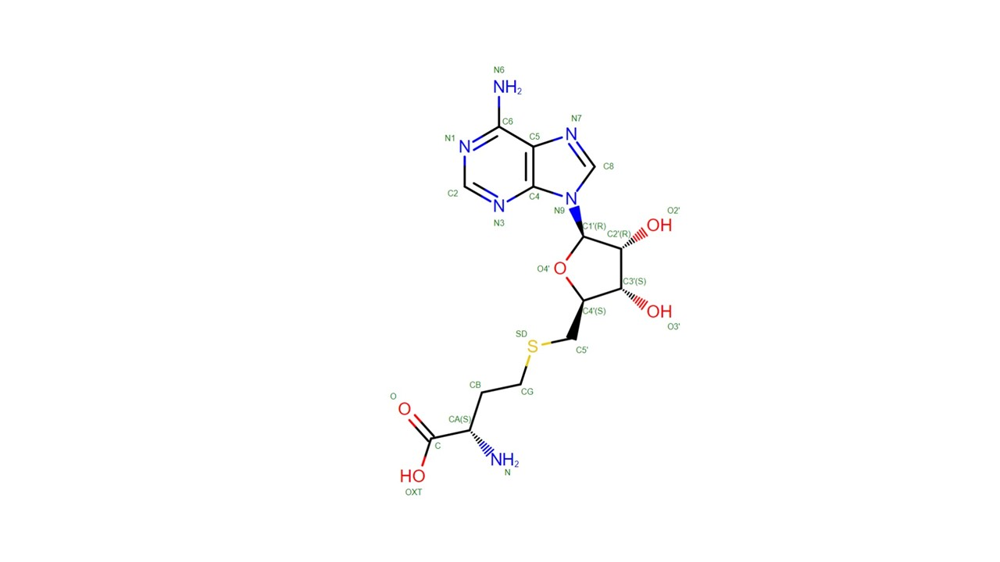 N6
NH2
C6
N7
N
C5
N1
N
C8
C2
C4
N
N
N9
N3
O2'
C1'(R)
OH
C2'(R)
O4'
O
C3'(S)
C4'(S)
OH
O3'
SD
S
C5'
CB
CG
O
O
CA(S)
C
NH2
N
HO
OXT